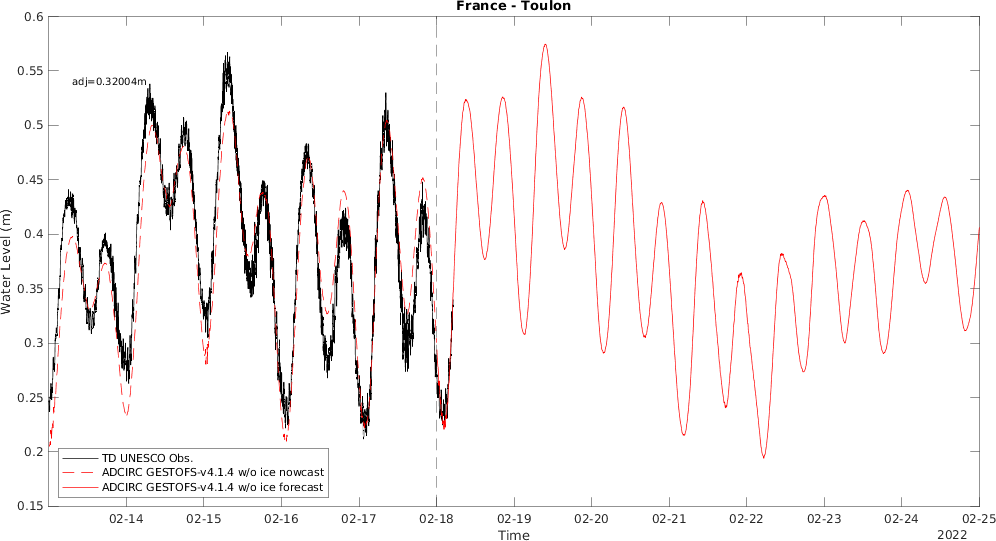 France - Toulon
0.6
0.55
0.5
0.45
0.4
0.35
0.3
0.25
0.2
0.15
Water Level (m)
adj=0.32004m
TD UNESCO Obs.
ADCIRC GESTOFS-v4.1.4 w/o ice nowcast
ADCIRC GESTOFS-v4.1.4 w/o ice forecast
02-14 02-15 02-16 02-17 02-18 02-19 02-20 02-21 02-22 02-23 02-24 02-25
Time
2022